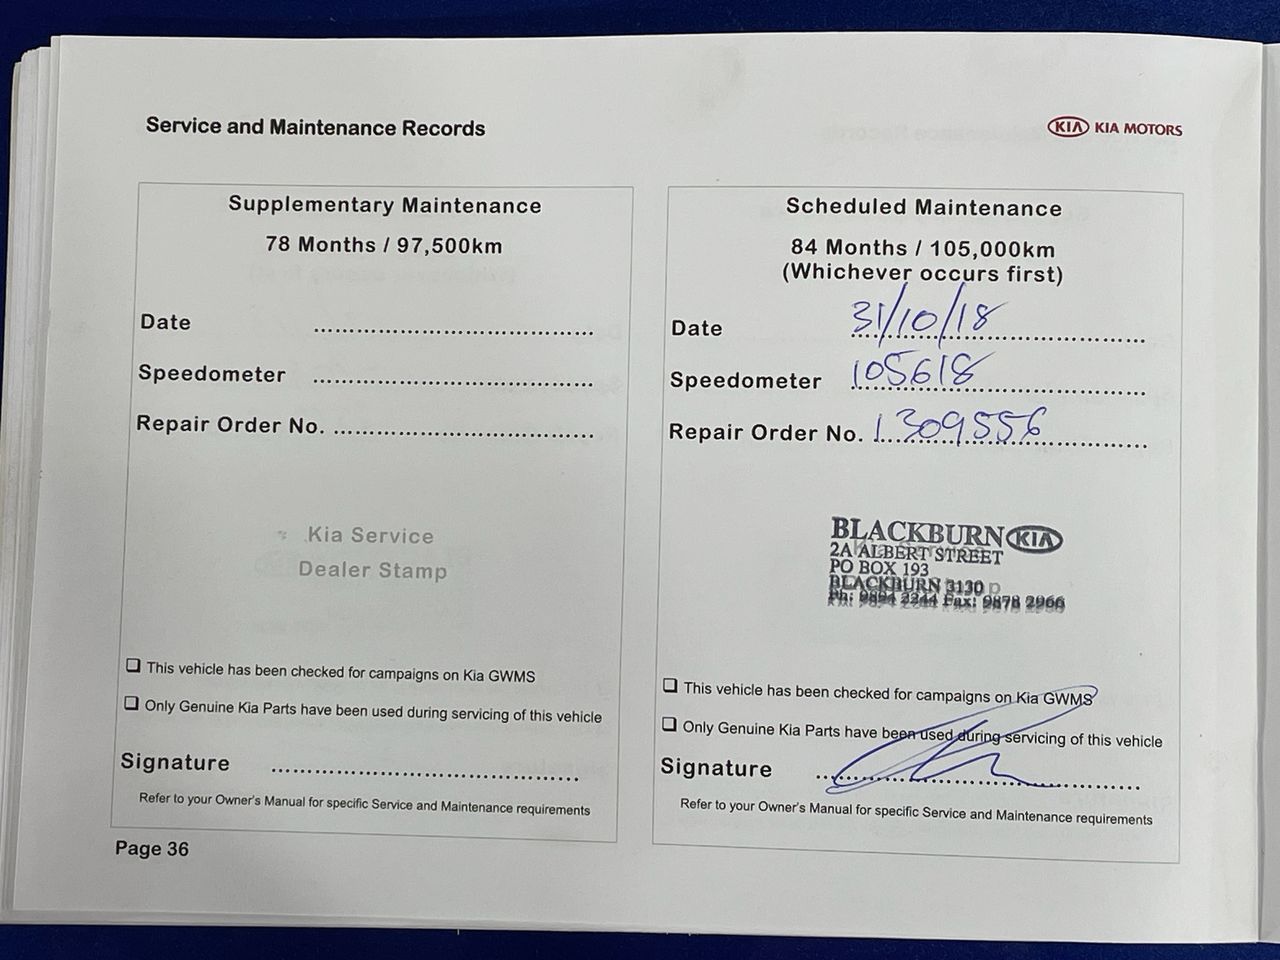 Service and Maintenance Records
KIA KIA MOTORS
Supplementary Maintenance
78 Months / 97,500km
Date ......................................
Speedometer ......................................
Repair Order No. ...................................
Kia Service
Dealer Stamp
❏ This vehicle has been checked for campaigns on Kia GWMS
❏ Only Genuine Kia Parts have been used during servicing of this vehicle
Signature ..........................................
Refer to your Owner's Manual for specific Service and Maintenance requirements
Scheduled Maintenance
84 Months / 105,000km
(Whichever occurs first)
Date 31/10/18
Speedometer 105618
Repair Order No. 1309556
BLACKBURN KIA
2A ALBERT STREET
PO BOX 193
BLACKBURN 3130
Ph: 9894 2244 Fax: 9878 2966
❏ This vehicle has been checked for campaigns on Kia GWMS
❏ Only Genuine Kia Parts have been used during servicing of this vehicle
Signature ..........................................
Refer to your Owner's Manual for specific Service and Maintenance requirements
Page 36